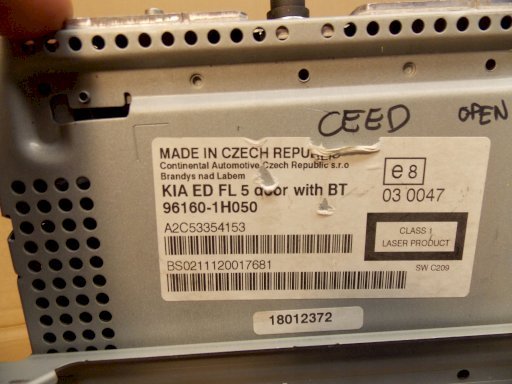 CEED OPEN
MADE IN CZECH REPUBLIC
Continental Automotive Czech Republic s.r.o
Brandys nad Labem
KIA ED FL 5 door with BT
96160-1H050
A2C53354153
BS0211120017681
e8
03 0047
CLASS 1
LASER PRODUCT
SW C209
18012372